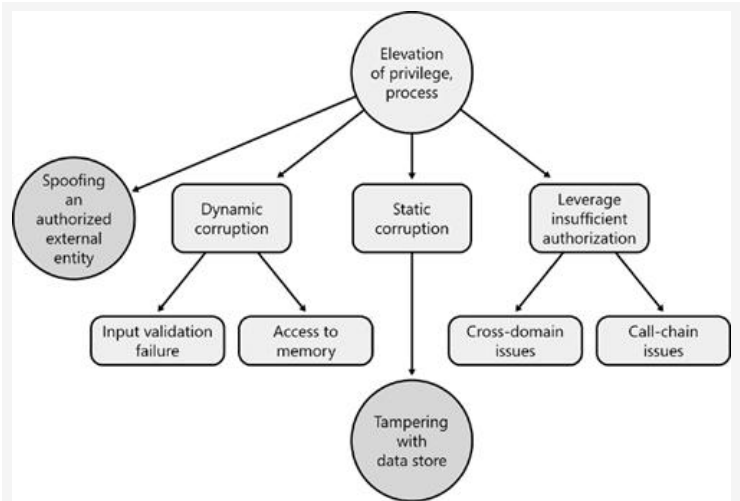 Elevation
of privilege,
process
Spoofing
an
authorized
external
entity
Dynamic
corruption
Static
corruption
Leverage
insufficient
authorization
Input validation
failure
Access to
memory
Cross-domain
issues
Call-chain
issues
Tampering
with
data store